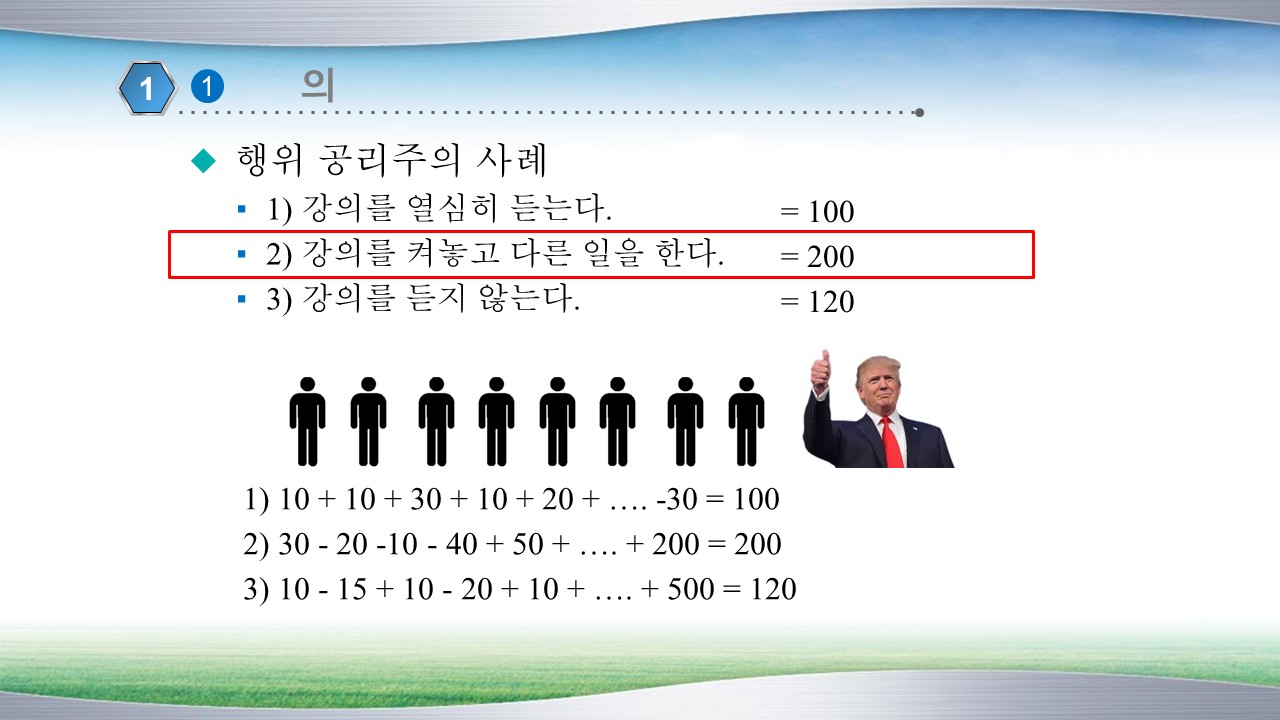 1 1 의
행위 공리주의 사례
1) 강의를 열심히 듣는다. = 100
2) 강의를 켜놓고 다른 일을 한다. = 200
3) 강의를 듣지 않는다. = 120
1) 10 + 10 + 30 + 10 + 20 + …. -30 = 100
2) 30 - 20 -10 - 40 + 50 + …. + 200 = 200
3) 10 - 15 + 10 - 20 + 10 + …. + 500 = 120